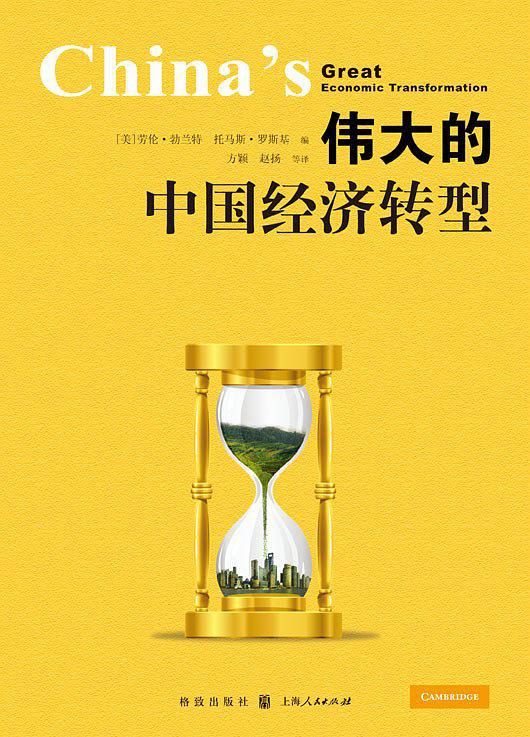 China's Great
Economic Transformation
[美]劳伦·勃兰特 托马斯·罗斯基 编
方颖 赵扬 等译
伟大的
中国经济转型
格致出版社 上海人民出版社
CAMBRIDGE